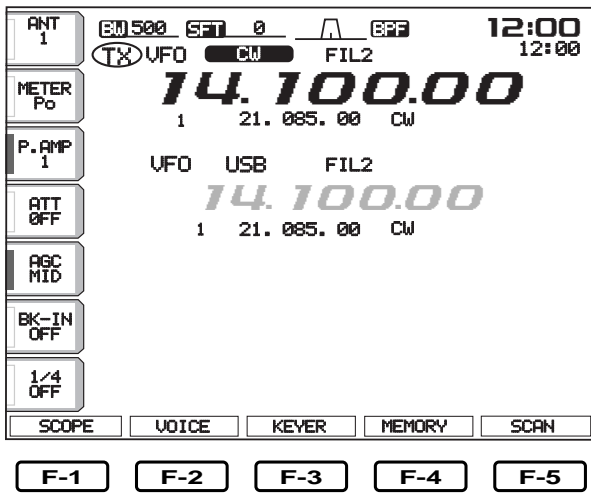 ANT
1
BW 500 SFT 0 BPF
12:00
12:00
TX VFO CW FIL2
14.100.00
1 21.085.00 CW
METER
Po
P.AMP
1
VFO USB FIL2
14.100.00
1 21.085.00 CW
ATT
OFF
AGC
MID
BK-IN
OFF
1/4
OFF
SCOPE VOICE KEYER MEMORY SCAN
F-1 F-2 F-3 F-4 F-5